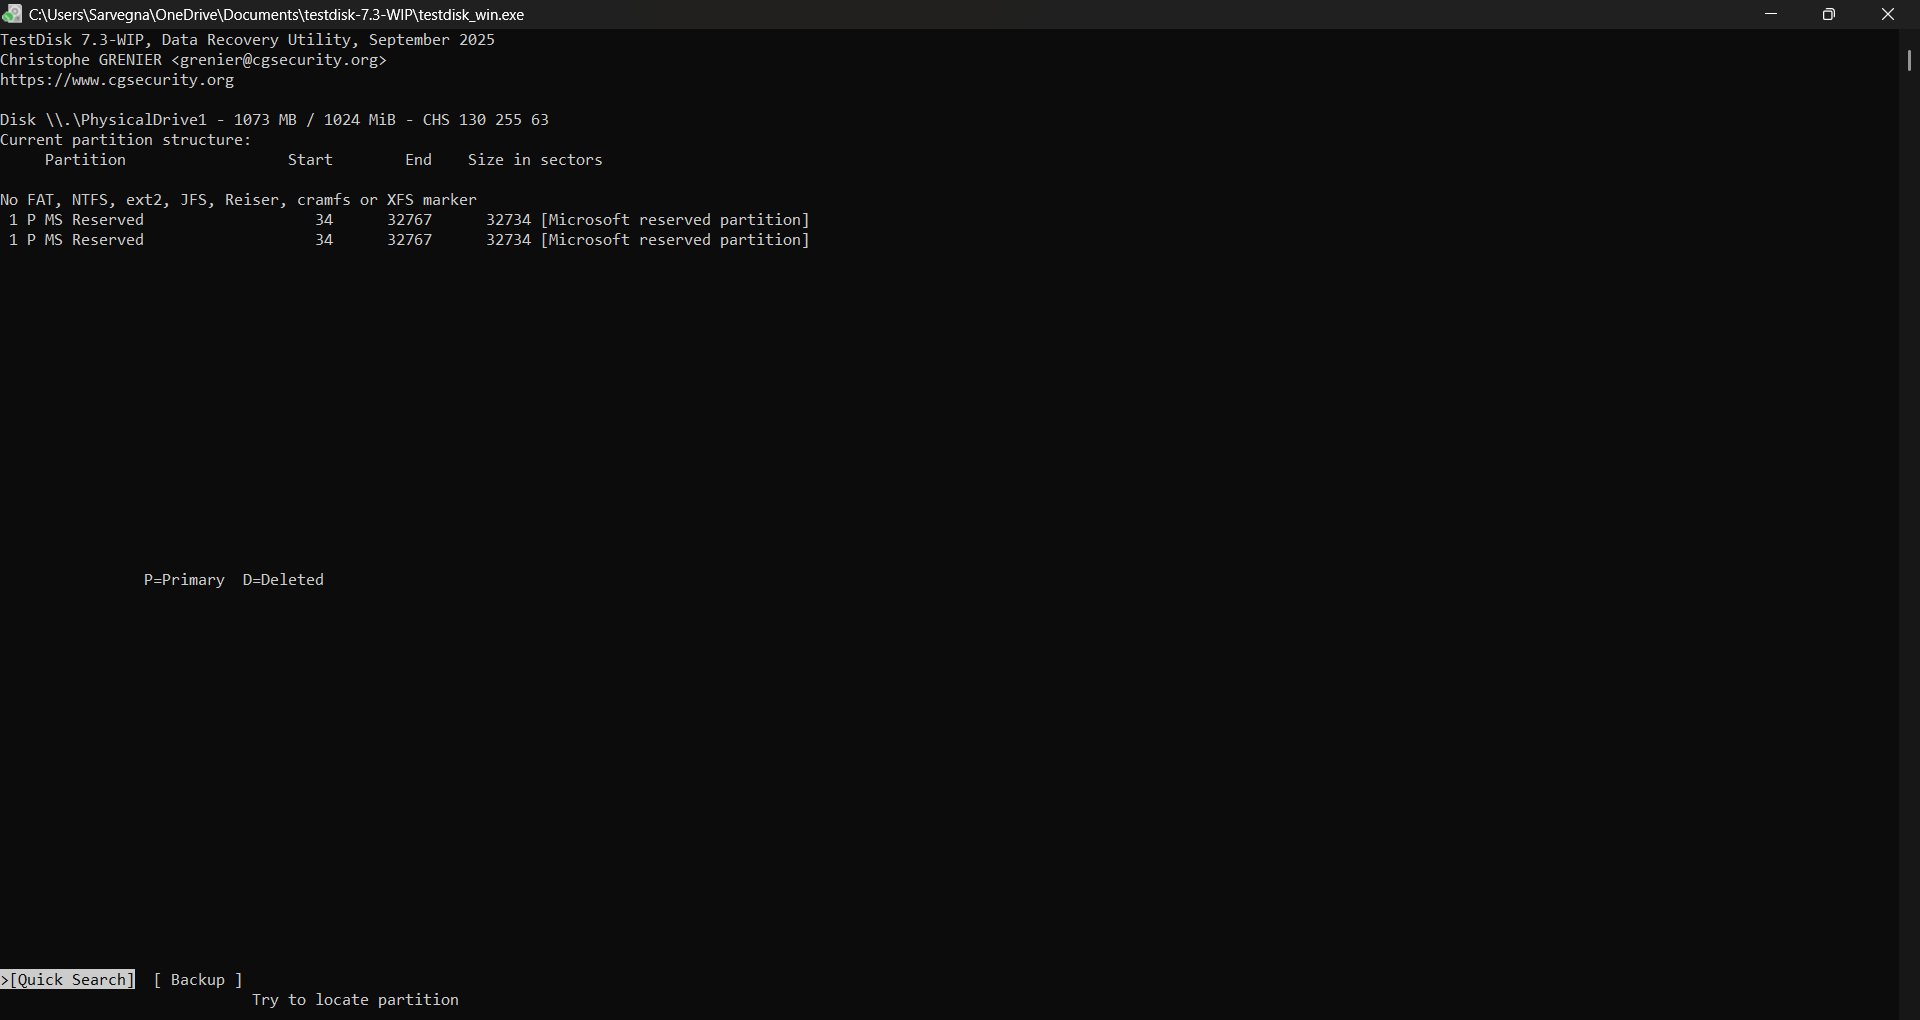 C:\Users\Sarvegna\OneDrive\Documents\testdisk-7.3-WIP\testdisk_win.exe
TestDisk 7.3-WIP, Data Recovery Utility, September 2025
Christophe GRENIER <grenier@cgsecurity.org>
https://www.cgsecurity.org
Disk \\.\PhysicalDrive1 - 1073 MB / 1024 MiB - CHS 130 255 63
Current partition structure:
     Partition                  Start        End    Size in sectors
No FAT, NTFS, ext2, JFS, Reiser, cramfs or XFS marker
 1 P MS Reserved                   34      32767      32734 [Microsoft reserved partition]
 1 P MS Reserved                   34      32767      32734 [Microsoft reserved partition]
P=Primary  D=Deleted
>[Quick Search]  [ Backup ]
Try to locate partition